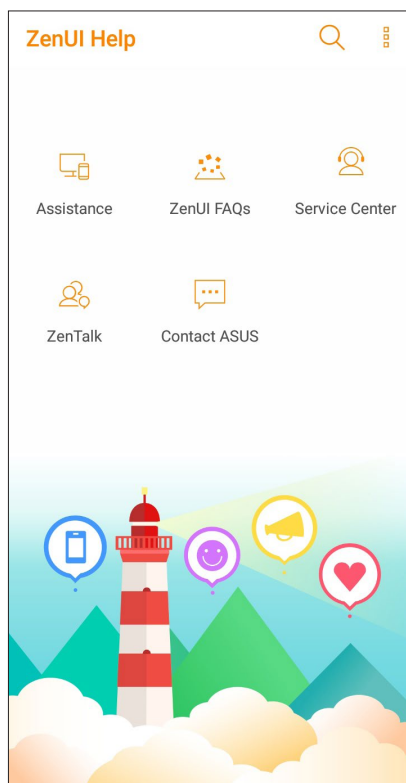 ZenUI Help
Assistance
ZenUI FAQs
Service Center
ZenTalk
Contact ASUS